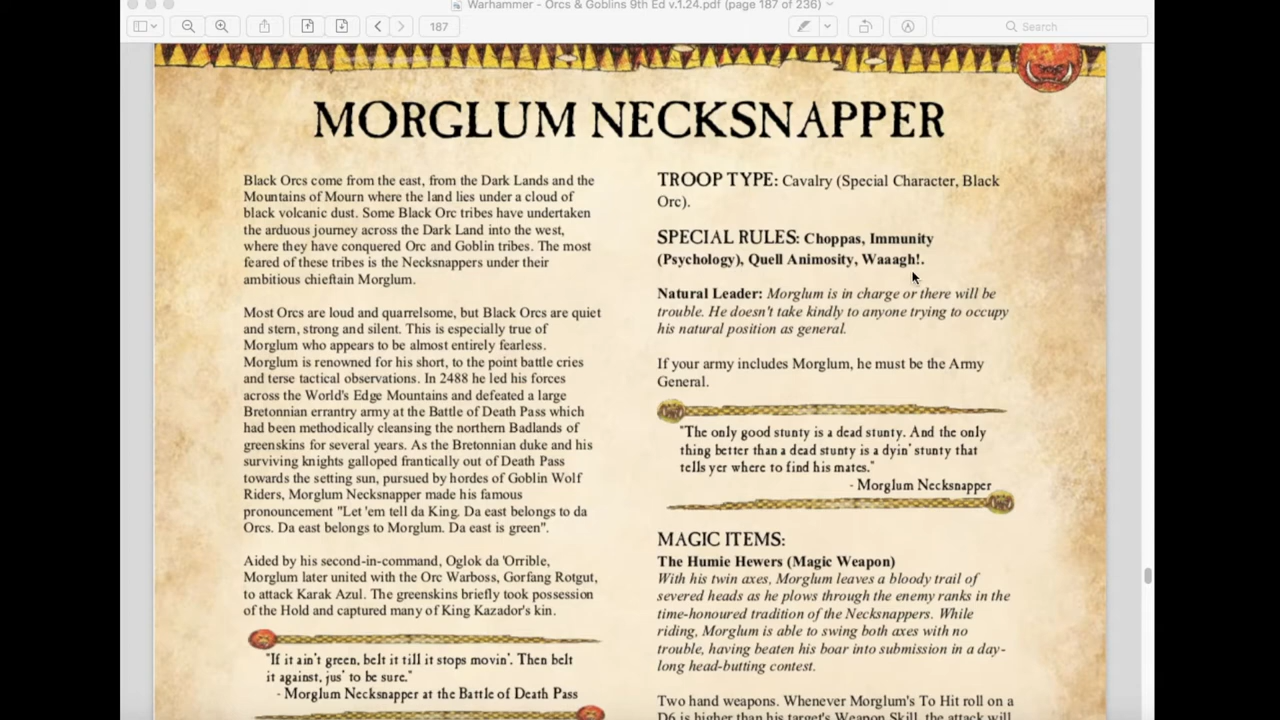 Warhammer - Orcs & Goblins 9th Ed v.1.24.pdf (page 187 of 236)
187
Search
MORGLUM NECKSNAPPER
Black Orcs come from the east, from the Dark Lands and the
Mountains of Mourn where the land lies under a cloud of
black volcanic dust. Some Black Orc tribes have undertaken
the arduous journey across the Dark Land into the west,
where they have conquered Orc and Goblin tribes. The most
feared of these tribes is the Necksnappers under their
ambitious chieftain Morglum.
Most Orcs are loud and quarrelsome, but Black Orcs are quiet
and stern, strong and silent. This is especially true of
Morglum who appears to be almost entirely fearless.
Morglum is renowned for his short, to the point battle cries
and terse tactical observations. In 2488 he led his forces
across the World's Edge Mountains and defeated a large
Bretonnian errantry army at the Battle of Death Pass which
had been methodically cleansing the northern Badlands of
greenskins for several years. As the Bretonnian duke and his
surviving knights galloped frantically out of Death Pass
towards the setting sun, pursued by hordes of Goblin Wolf
Riders, Morglum Necksnapper made his famous
pronouncement "Let 'em tell da King. Da east belongs to da
Orcs. Da east belongs to Morglum. Da east is green".
Aided by his second-in-command, Oglok da 'Orrible,
Morglum later united with the Orc Warboss, Gorfang Rotgut,
to attack Karak Azul. The greenskins briefly took possession
of the Hold and captured many of King Kazador's kin.
"If it ain't green, belt it till it stops movin'. Then belt
it against, jus' to be sure."
- Morglum Necksnapper at the Battle of Death Pass
TROOP TYPE: Cavalry (Special Character, Black
Orc).
SPECIAL RULES: Choppas, Immunity
(Psychology), Quell Animosity, Waaagh!.
Natural Leader: Morglum is in charge or there will be
trouble. He doesn't take kindly to anyone trying to occupy
his natural position as general.
If your army includes Morglum, he must be the Army
General.
"The only good stunty is a dead stunty. And the only
thing better than a dead stunty is a dyin' stunty that
tells yer where to find his mates."
- Morglum Necksnapper
MAGIC ITEMS:
The Humie Hewers (Magic Weapon)
With his twin axes, Morglum leaves a bloody trail of
severed heads as he plows through the enemy ranks in the
time-honoured tradition of the Necksnappers. While
riding, Morglum is able to swing both axes with no
trouble, having beaten his boar into submission in a day-
long head-butting contest.
Two hand weapons. Whenever Morglum's To Hit roll on a
D6 is higher than his target's Weapon Skill, the attack will